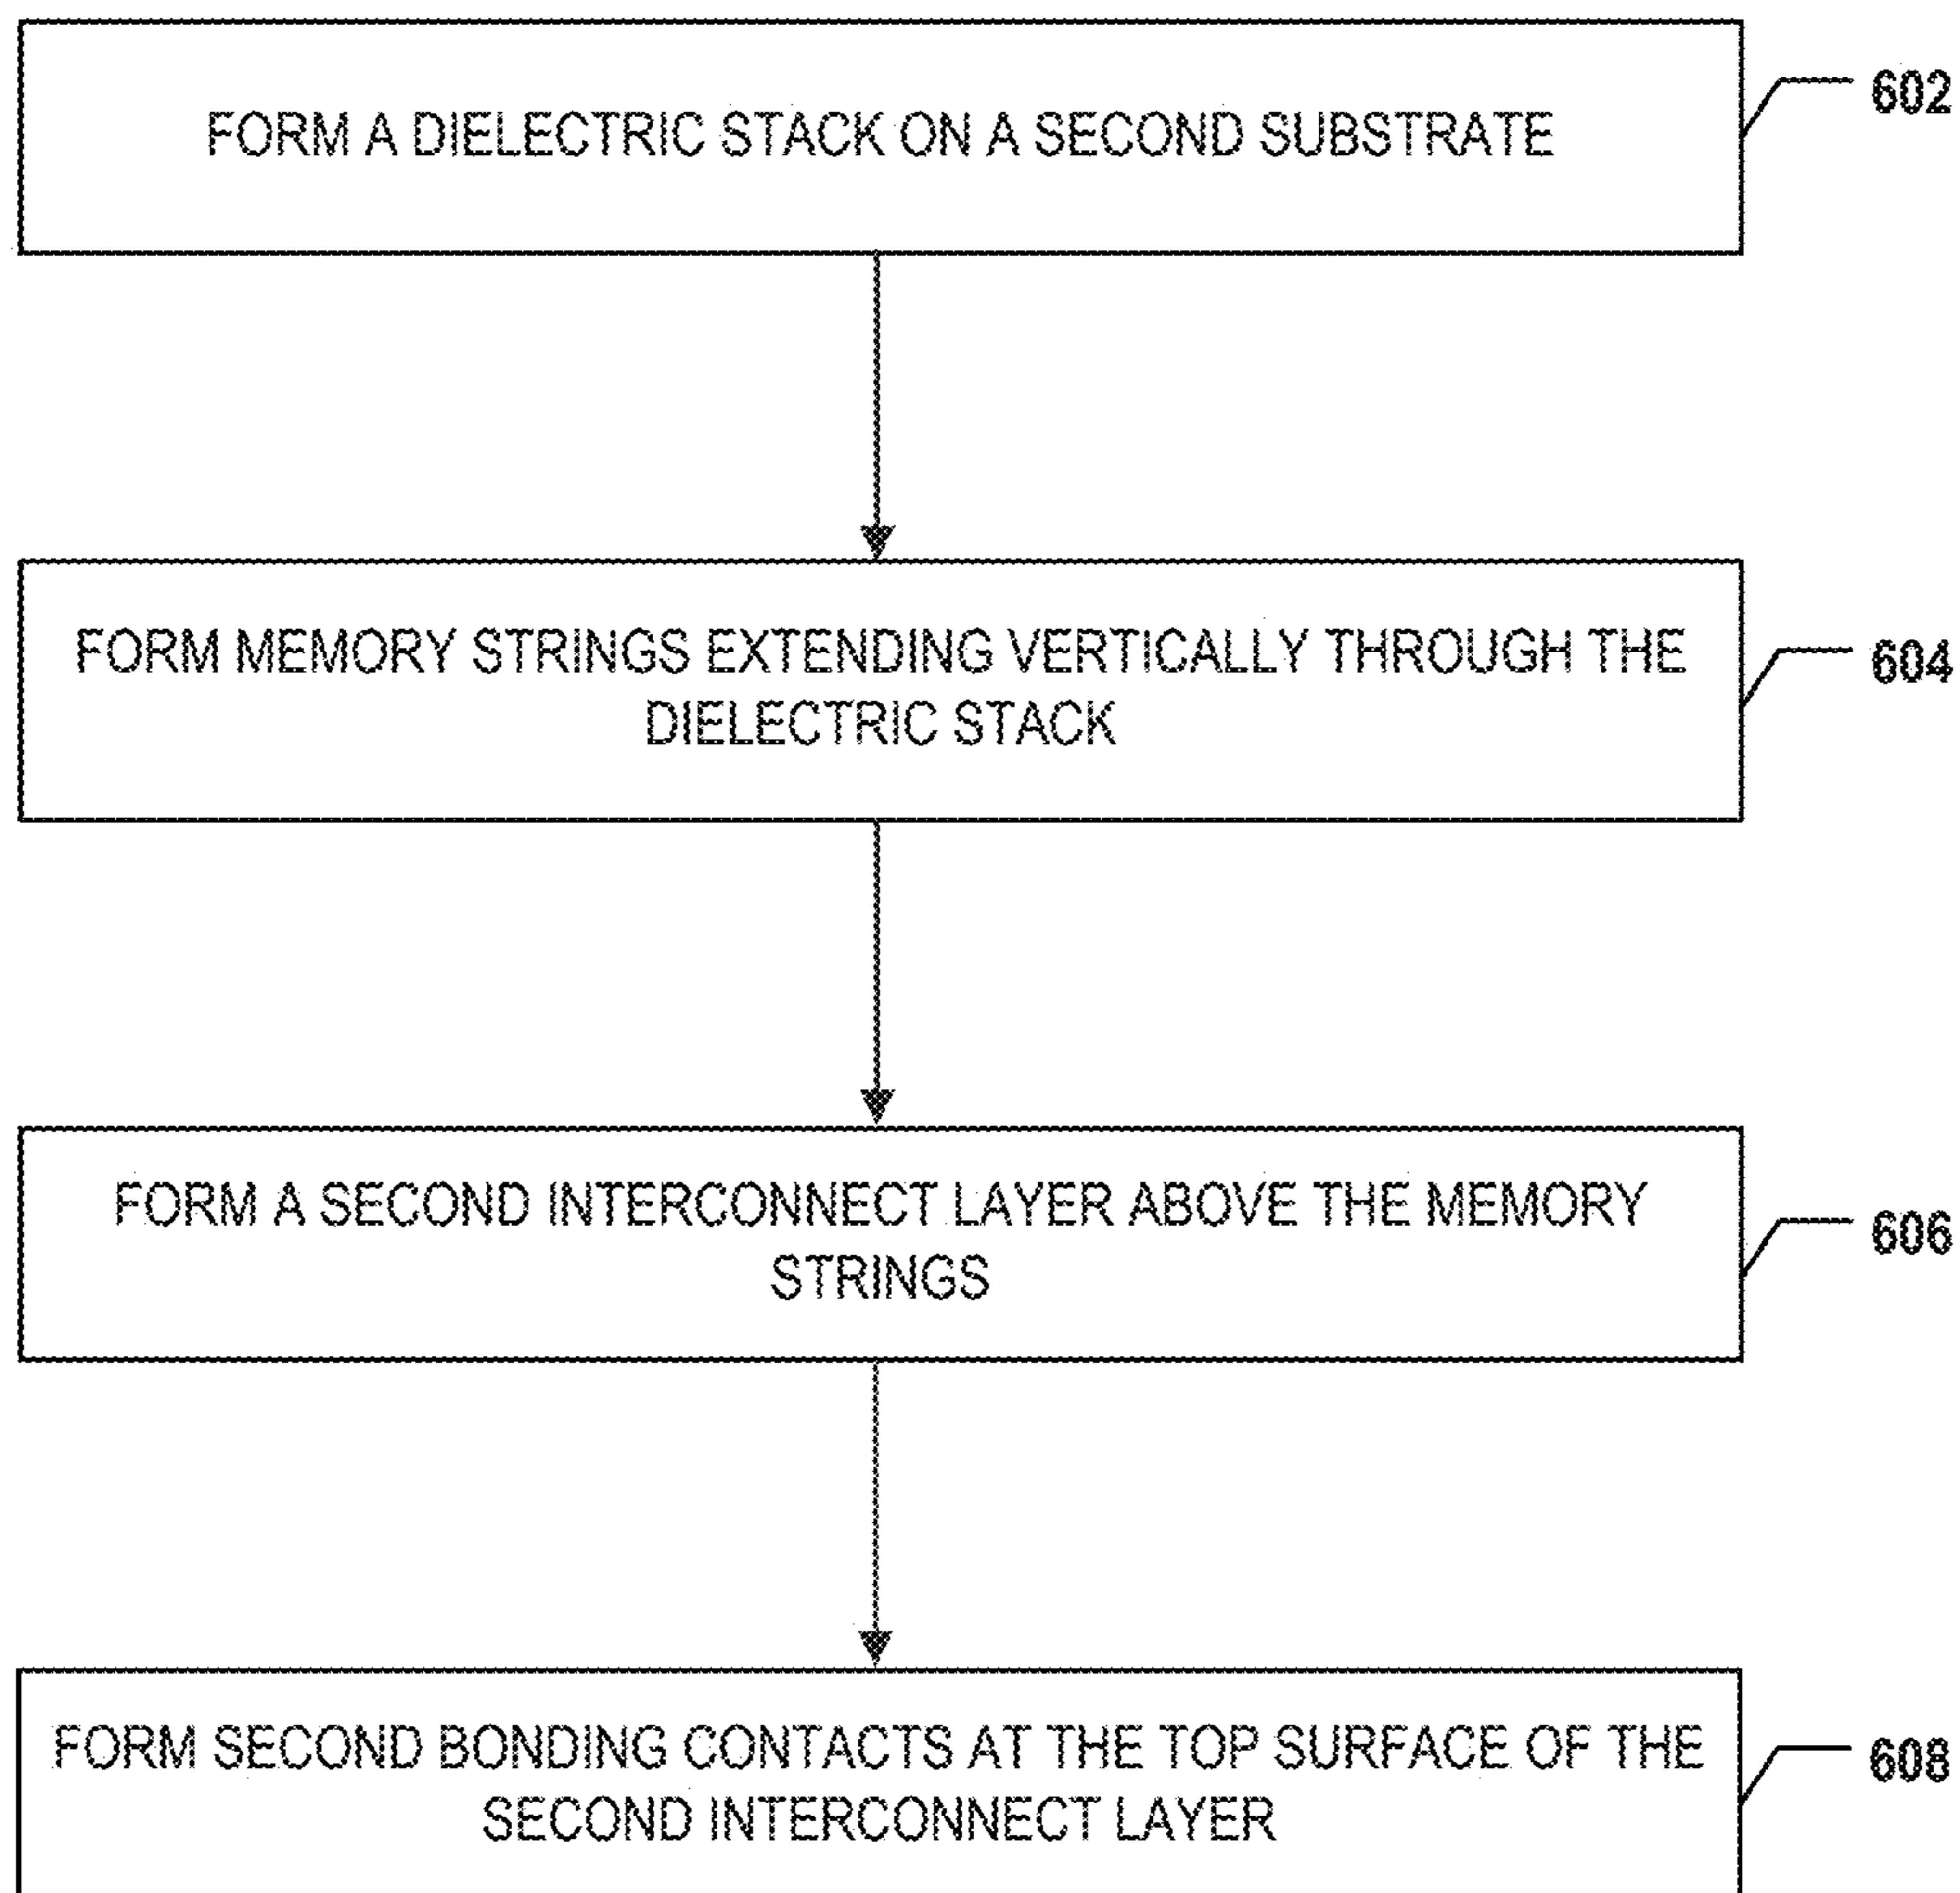 FORM A DIELECTRIC STACK ON A SECOND SUBSTRATE
602
FORM MEMORY STRINGS EXTENDING VERTICALLY THROUGH THE
DIELECTRIC STACK
604
FORM A SECOND INTERCONNECT LAYER ABOVE THE MEMORY
STRINGS
606
FORM SECOND BONDING CONTACTS AT THE TOP SURFACE OF THE
SECOND INTERCONNECT LAYER
608